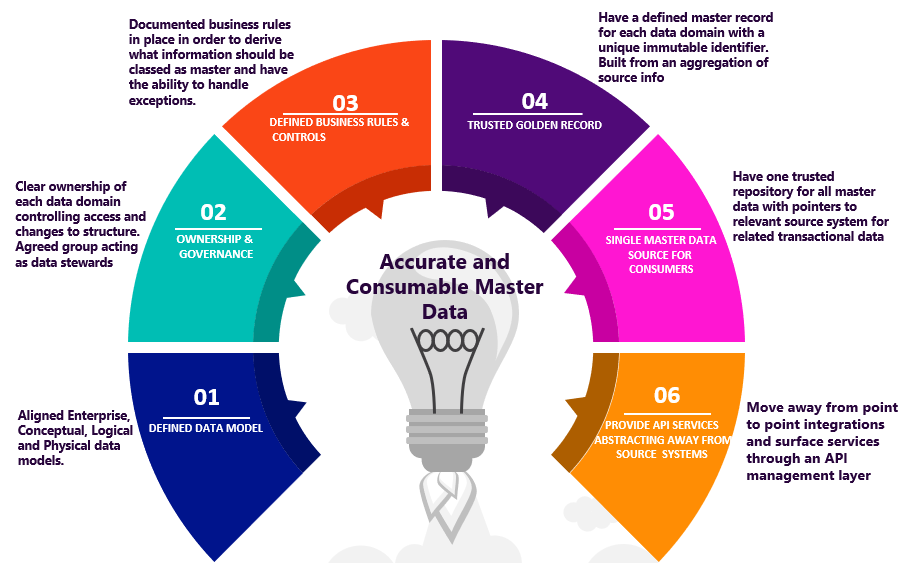 Documented business rules
in place in order to derive
what information should be
classed as master and have
the ability to handle
exceptions.
Have a defined master record
for each data domain with a
unique immutable identifier.
Built from an aggregation of
source info
03
DEFINED BUSINESS RULES &
CONTROLS
04
TRUSTED GOLDEN RECORD
Clear ownership of
each data domain
controlling access and
changes to structure.
Agreed group acting
as data stewards
02
OWNERSHIP &
GOVERNANCE
05
SINGLE MASTER DATA
SOURCE FOR
CONSUMERS
Have one trusted
repository for all master
data with pointers to
relevant source system for
related transactional data
Accurate and
Consumable Master
Data
Aligned Enterprise,
Conceptual, Logical
and Physical data
models.
01
DEFINED DATA MODEL
06
PROVIDE API SERVICES
ABSTRACTING AWAY FROM
SOURCE SYSTEMS
Move away from point
to point integrations
and surface services
through an API
management layer